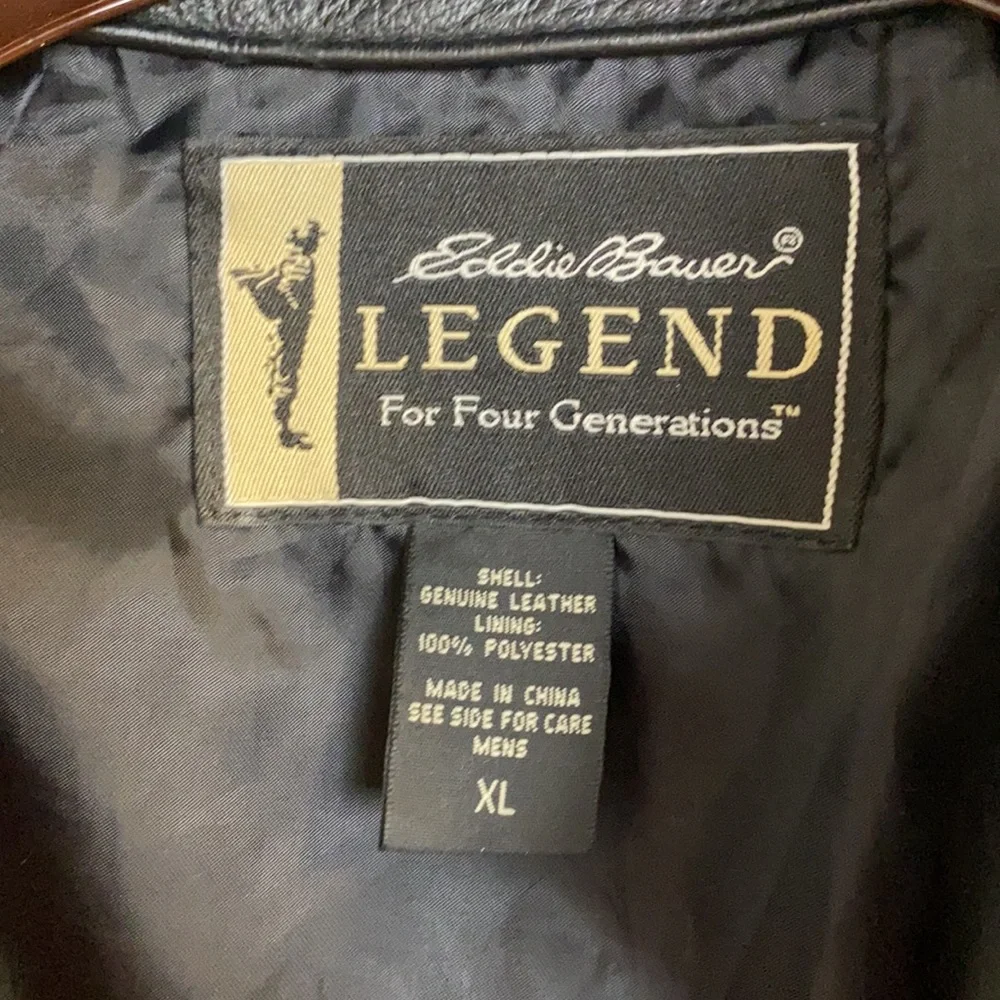 Eddie Bauer®
LEGEND
For Four Generations™
SHELL:
GENUINE LEATHER
LINING:
100% POLYESTER
MADE IN CHINA
SEE SIDE FOR CARE
MENS
XL